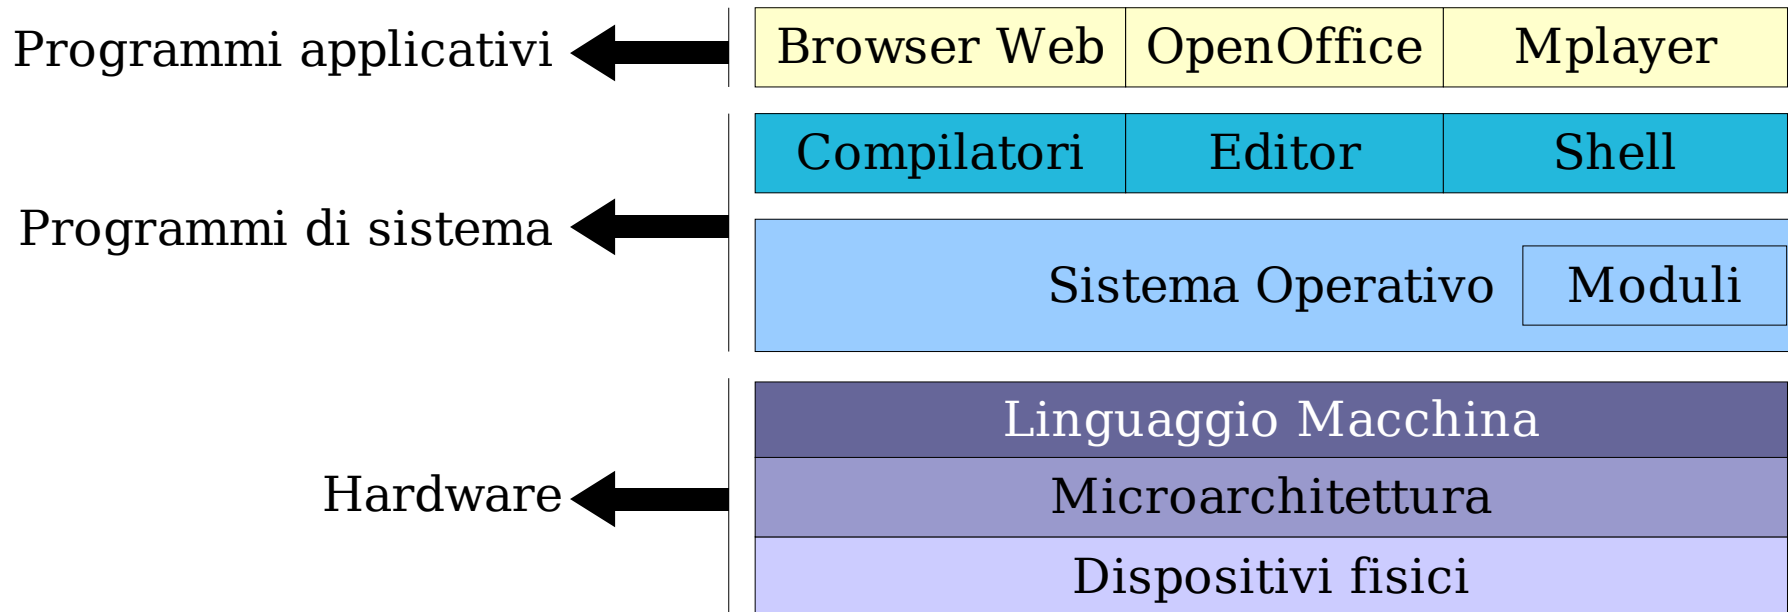 Programmi applicativi
Browser Web
OpenOffice
Mplayer
Compilatori
Editor
Shell
Programmi di sistema
Sistema Operativo
Moduli
Linguaggio Macchina
Hardware
Microarchitettura
Dispositivi fisici